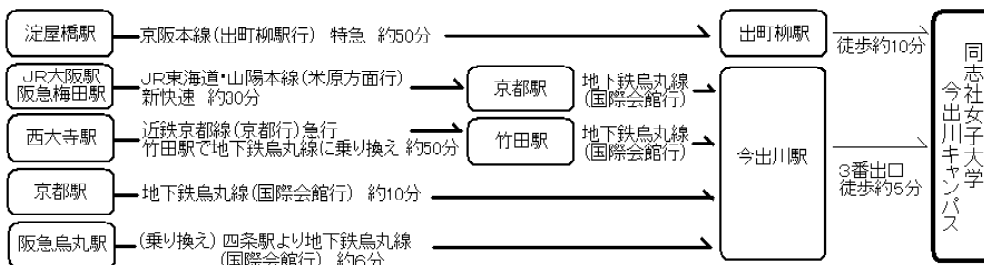 淀屋橋駅
京阪本線(出町柳駅行) 特急 約50分
出町柳駅
徒歩約10分
JR大阪駅
阪急梅田駅
JR東海道・山陽本線(米原方面行)
新快速 約30分
京都駅
地下鉄烏丸線
(国際会館行)
西大寺駅
近鉄京都線(京都行)急行
竹田駅で地下鉄烏丸線に乗り換え 約50分
竹田駅
地下鉄烏丸線
(国際会館行)
京都駅
地下鉄烏丸線(国際会館行) 約10分
阪急烏丸駅
(乗り換え) 四条駅より地下鉄烏丸線
(国際会館行) 約6分
今出川駅
3番出口
徒歩約5分
同志社女子大学
今出川キャンパス